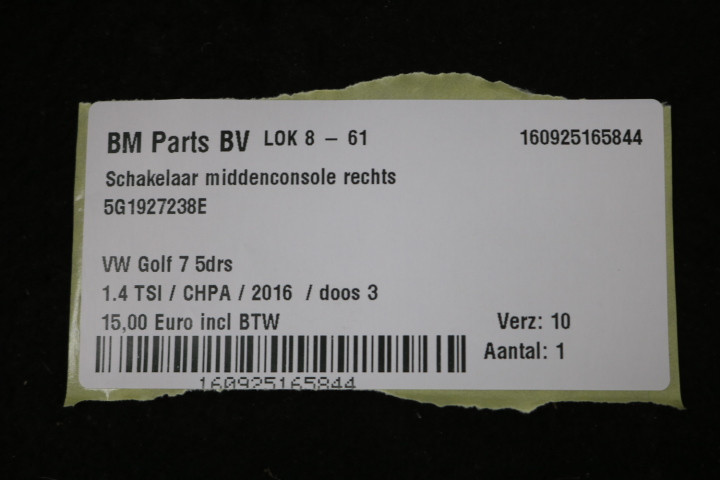 BM Parts BV LOK 8 – 61 160925165844
Schakelaar middenconsole rechts
5G1927238E
VW Golf 7 5drs
1.4 TSI / CHPA / 2016 / doos 3
15,00 Euro incl BTW Verz: 10
Aantal: 1
160925165844